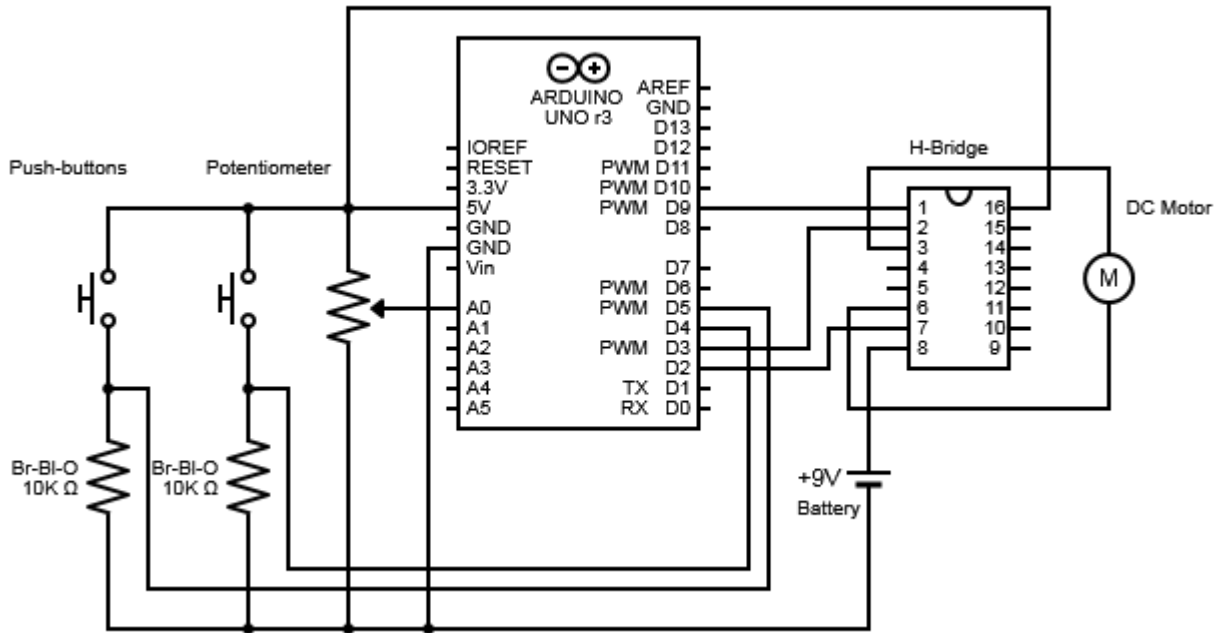 Push-buttons
Potentiometer
ARDUINO
UNO r3
IOREF
RESET
3.3V
5V
GND
GND
Vin
A0
A1
A2
A3
A4
A5
AREF
GND
D13
D12
PWM D11
PWM D10
PWM D9
D8
D7
PWM D6
PWM D5
D4
PWM D3
D2
TX D1
RX D0
H-Bridge
1 16
2 15
3 14
4 13
5 12
6 11
7 10
8 9
DC Motor
M
Br-Bl-O
10K Ω
Br-Bl-O
10K Ω
+9V
Battery